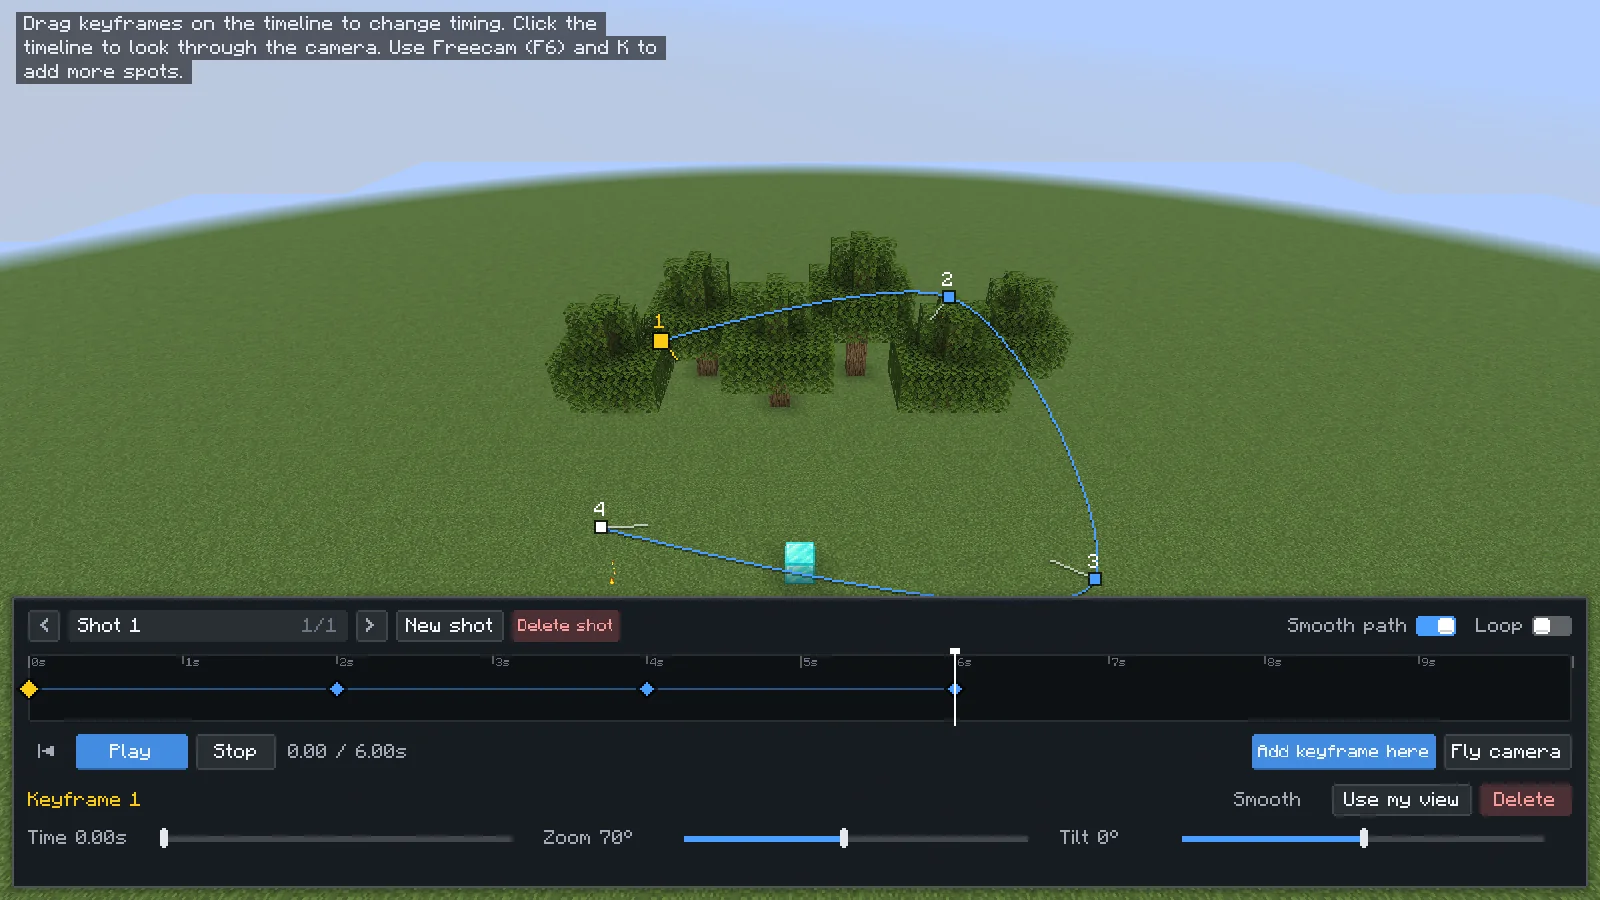 Drag keyframes on the timeline to change timing. Click the
timeline to look through the camera. Use Freecam (F6) and K to
add more spots.
2
1
4
3
Shot 1 1/1 New shot Delete shot Smooth path Loop
0s 1s 2s 3s 4s 5s 6s 7s 8s 9s
Play Stop 0.00 / 6.00s Add keyframe here Fly camera
Keyframe 1 Smooth Use my view Delete
Time 0.00s Zoom 70° Tilt 0°